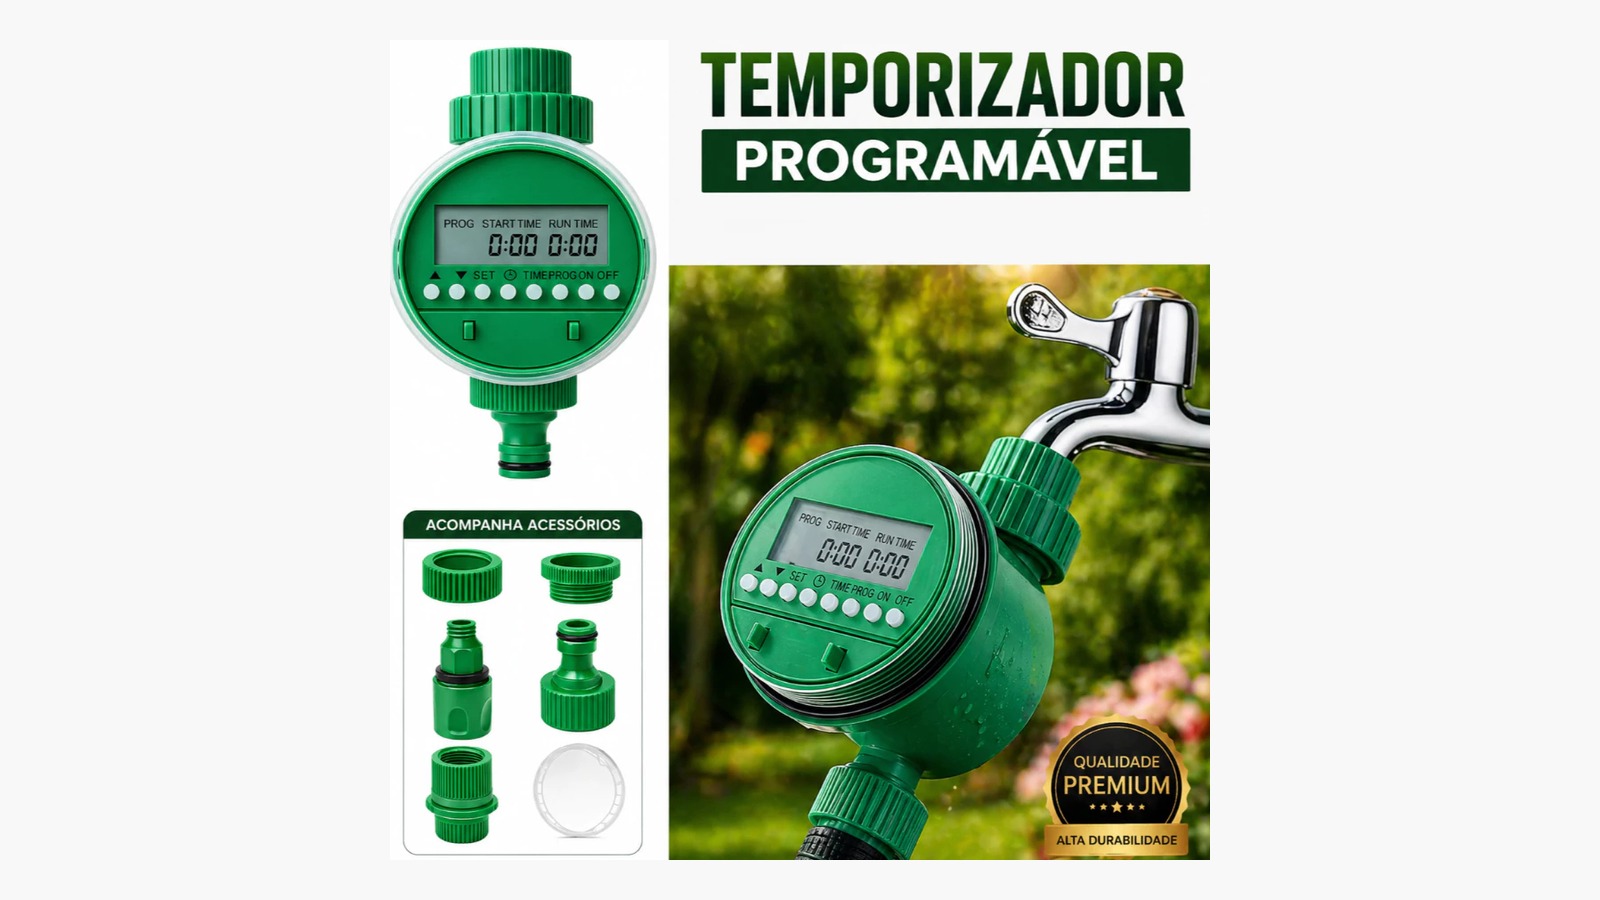 TEMPORIZADOR
PROGRAMÁVEL
PROG START TIME RUN TIME
0:00 0:00
▲ ▼ SET TIME PROG ON OFF
ACOMPANHA ACESSÓRIOS
PROG START TIME RUN TIME
0:00 0:00
▲ ▼ SET TIME PROG ON OFF
QUALIDADE
PREMIUM
ALTA DURABILIDADE